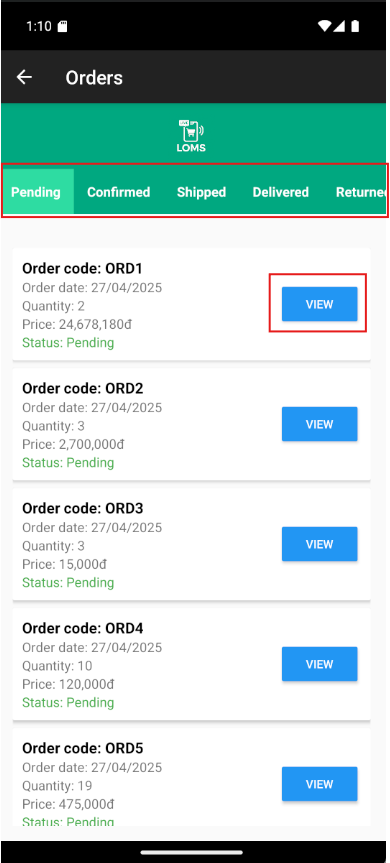 1:10
Orders
LOMS
Pending Confirmed Shipped Delivered Returne
Order code: ORD1
Order date: 27/04/2025
Quantity: 2
Price: 24,678,180đ
Status: Pending
VIEW
Order code: ORD2
Order date: 27/04/2025
Quantity: 3
Price: 2,700,000đ
Status: Pending
VIEW
Order code: ORD3
Order date: 27/04/2025
Quantity: 3
Price: 15,000đ
Status: Pending
VIEW
Order code: ORD4
Order date: 27/04/2025
Quantity: 10
Price: 120,000đ
Status: Pending
VIEW
Order code: ORD5
Order date: 27/04/2025
Quantity: 19
Price: 475,000đ
Status: Pending
VIEW